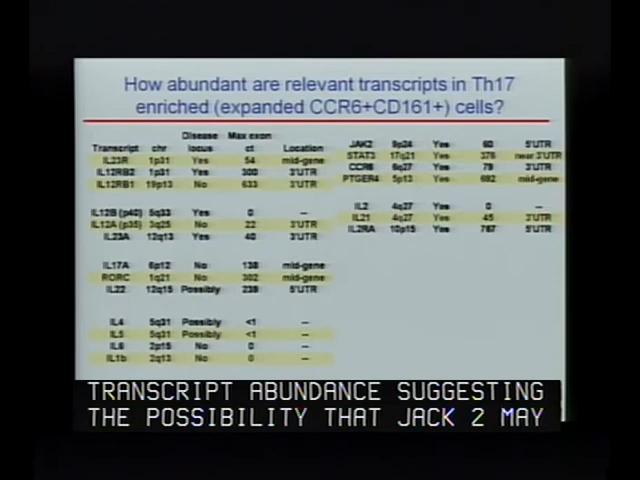 How abundant are relevant transcripts in Th17
enriched (expanded CCR6+CD161+) cells?
Disease Max exon
Transcript chr locus ct Location
IL23R 1p31 Yes 54 mid-gene
IL12RB2 1p31 Yes 300 3'UTR
IL12RB1 19p13 No 633 3'UTR
IL12B (p40) 5q33 Yes 0 --
IL12A (p35) 3q25 No 22 3'UTR
IL23A 12q13 Yes 40 3'UTR
IL17A 6p12 No 138 mid-gene
RORC 1q21 No 302 mid-gene
IL22 12q15 Possibly 239 5'UTR
IL4 5q31 Possibly <1 --
IL5 5q31 Possibly <1 --
IL6 2p15 No 0 --
IL1b 2q13 No 0 --
JAK2 9p24 Yes 60 5'UTR
STAT3 17q21 Yes 376 near 3'UTR
CCR6 6q27 Yes 79 3'UTR
PTGER4 5p13 Yes 692 mid-gene
IL2 4q27 Yes 0 --
IL21 4q27 Yes 45 3'UTR
IL2RA 10p15 Yes 787 5'UTR
TRANSCRIPT ABUNDANCE SUGGESTING
THE POSSIBILITY THAT JACK 2 MAY